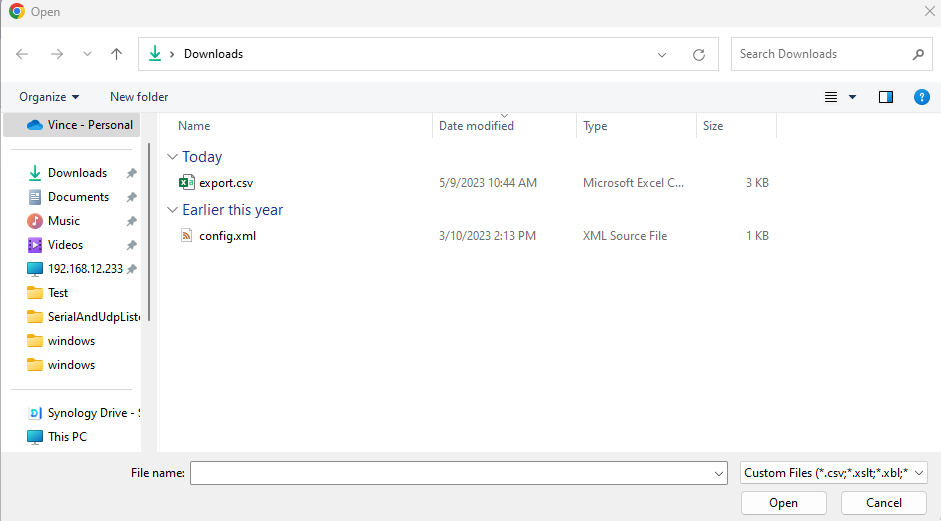 Open
Downloads
Search Downloads
Organize
New folder
Vince - Personal
Downloads
Documents
Music
Videos
192.168.12.233
Test
SerialAndUdpListe
windows
windows
Synology Drive - S
This PC
Name
Date modified
Type
Size
Today
export.csv 5/9/2023 10:44 AM Microsoft Excel C... 3 KB
Earlier this year
config.xml 3/10/2023 2:13 PM XML Source File 1 KB
File name:
Custom Files (*.csv;*.xslt;*.xbl;*
Open
Cancel